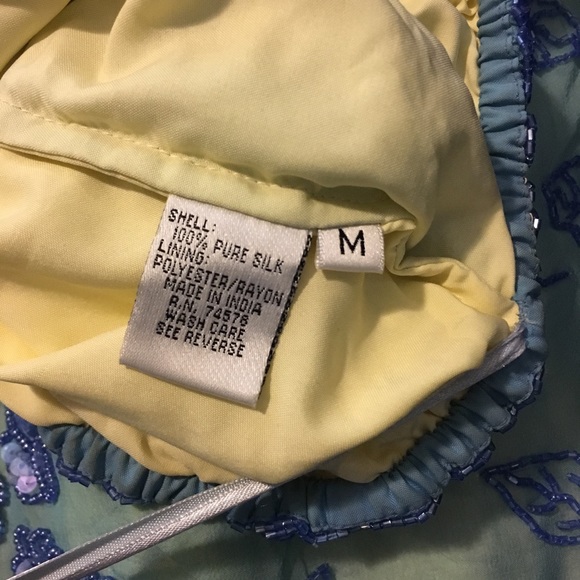 SHELL:
100% PURE SILK
LINING:
POLYESTER/RAYON
MADE IN INDIA
R.N. 74578
WASH CARE
SEE REVERSE
M